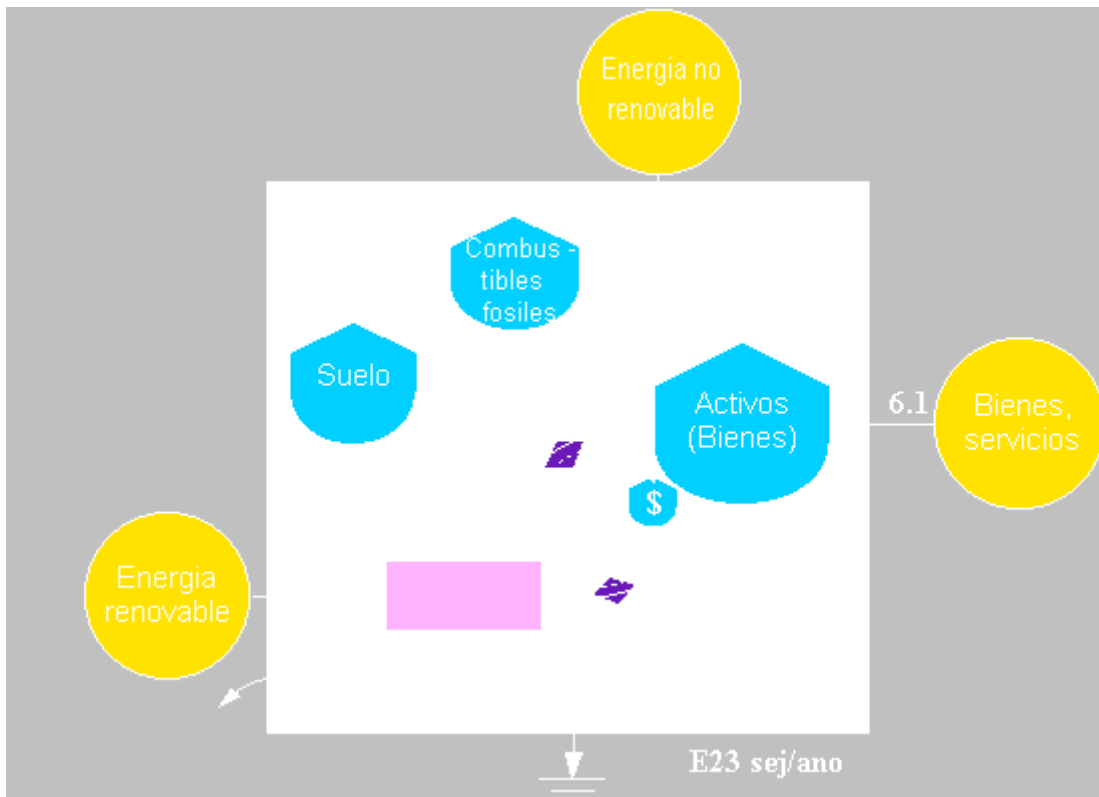 Energia no
renovable
Combus -
tibles
fosiles
Suelo
Activos
(Bienes)
6.1
Bienes,
servicios
$
Energia
renovable
E23 sej/ano